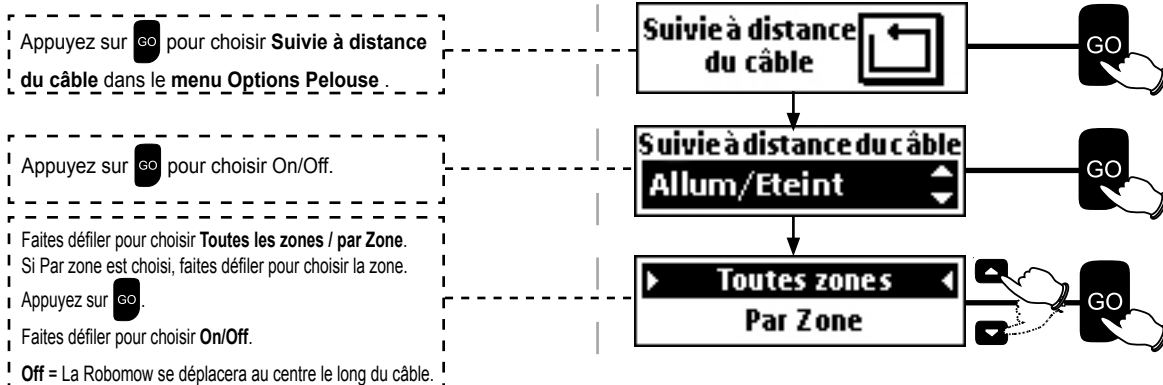 Appuyez sur GO pour choisir Suivie à distance
du câble dans le menu Options Pelouse .
Suivie à distance
du câble
GO
Appuyez sur GO pour choisir On/Off.
Suivie à distance du câble
Allum/Eteint
GO
Faites défiler pour choisir Toutes les zones / par Zone.
Si Par zone est choisi, faites défiler pour choisir la zone.
Appuyez sur GO.
Faites défiler pour choisir On/Off.
Off = La Robomow se déplacera au centre le long du câble.
Toutes zones
Par Zone
GO